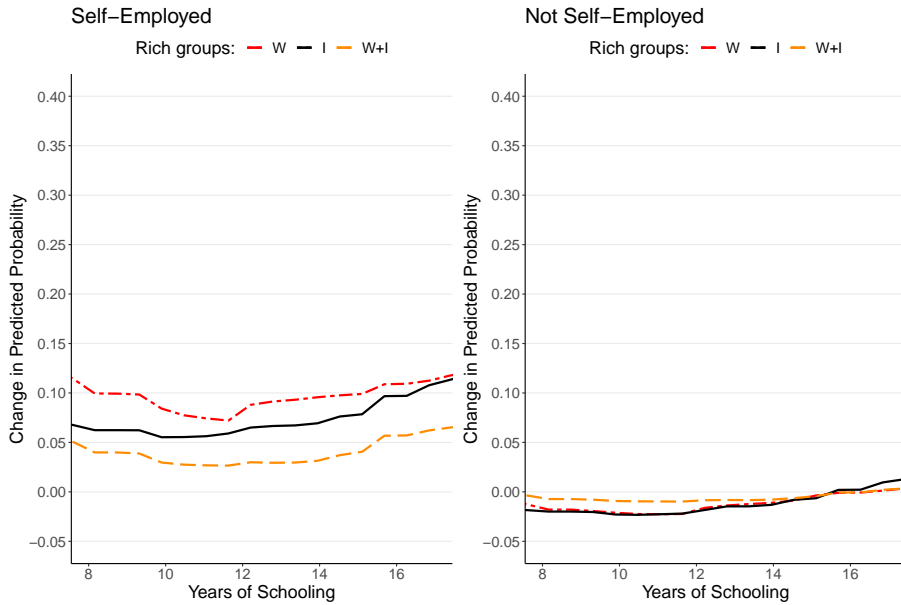 Self−Employed
Rich groups: W I W+I
Change in Predicted Probability
0.40
0.35
0.30
0.25
0.20
0.15
0.10
0.05
0.00
−0.05
8 10 12 14 16
Years of Schooling
Not Self−Employed
Rich groups: W I W+I
Change in Predicted Probability
0.40
0.35
0.30
0.25
0.20
0.15
0.10
0.05
0.00
−0.05
8 10 12 14 16
Years of Schooling